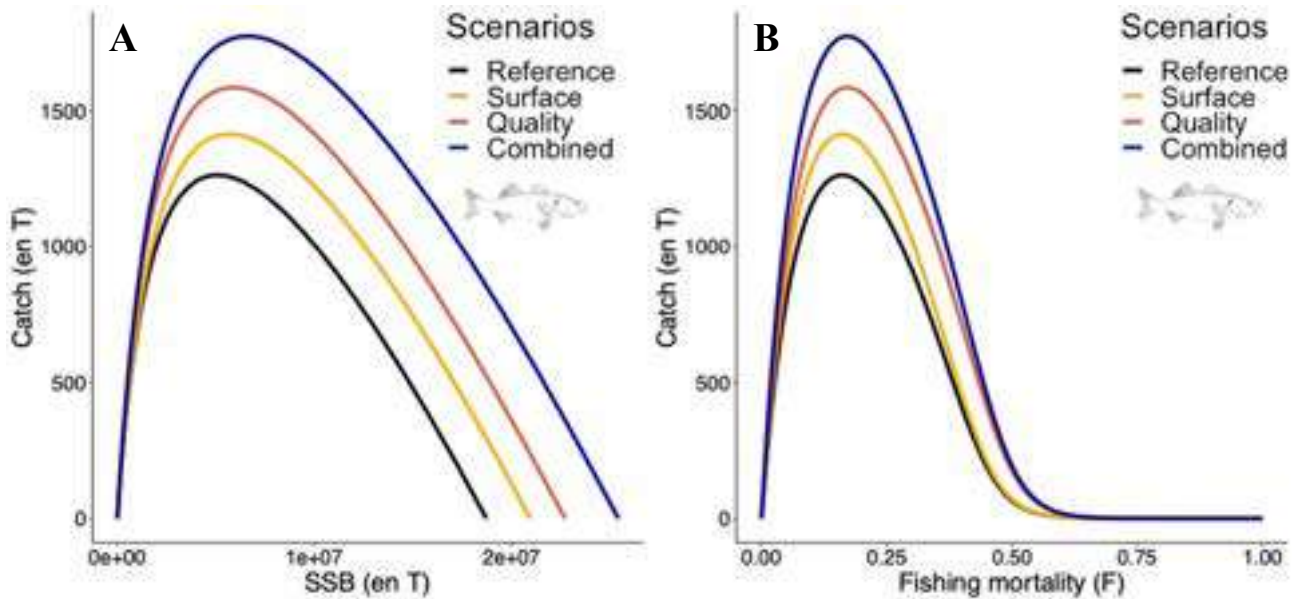 A
Scenarios
Reference
Surface
Quality
Combined
Catch (en T)
1500
1000
500
0
0e+00 1e+07 2e+07
SSB (en T)
B
Scenarios
Reference
Surface
Quality
Combined
Catch (en T)
1500
1000
500
0
0.00 0.25 0.50 0.75 1.00
Fishing mortality (F)